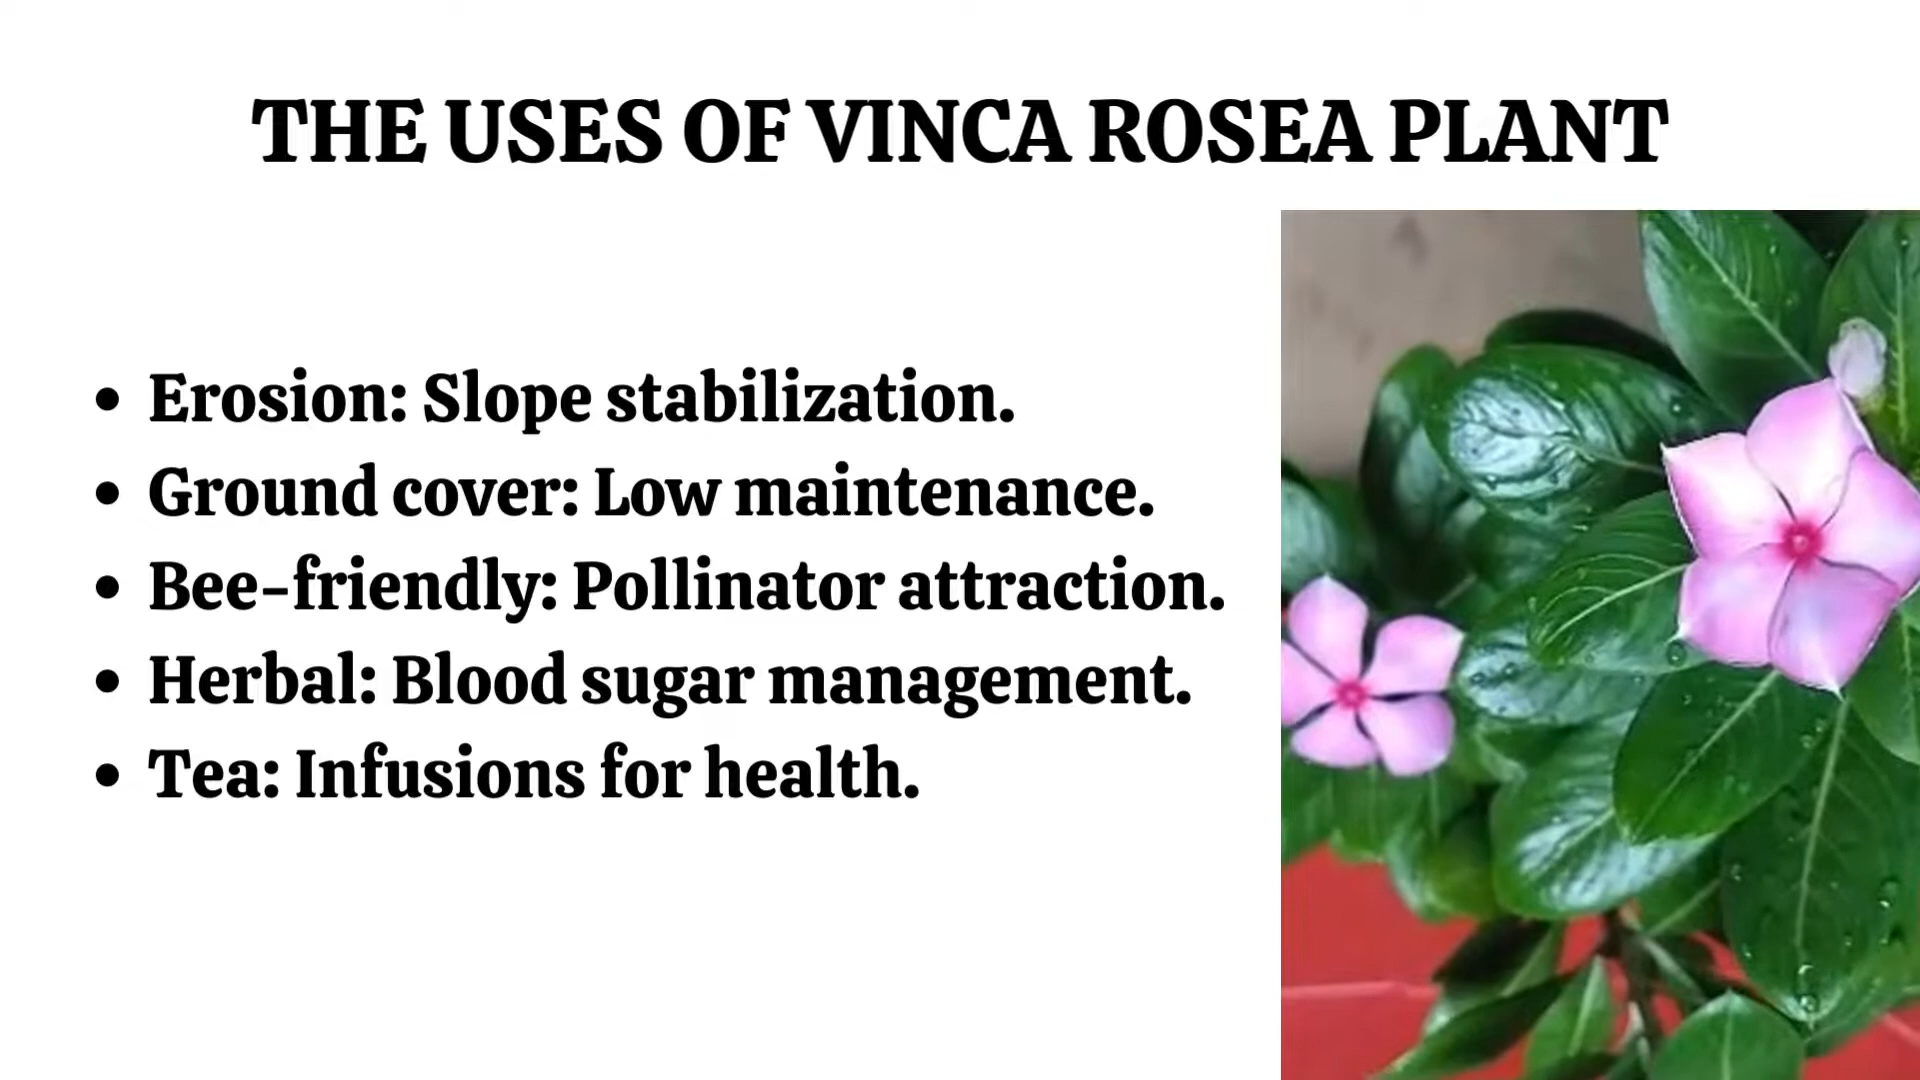 THE USES OF VINCA ROSEA PLANT
• Erosion: Slope stabilization.
• Ground cover: Low maintenance.
• Bee-friendly: Pollinator attraction.
• Herbal: Blood sugar management.
• Tea: Infusions for health.